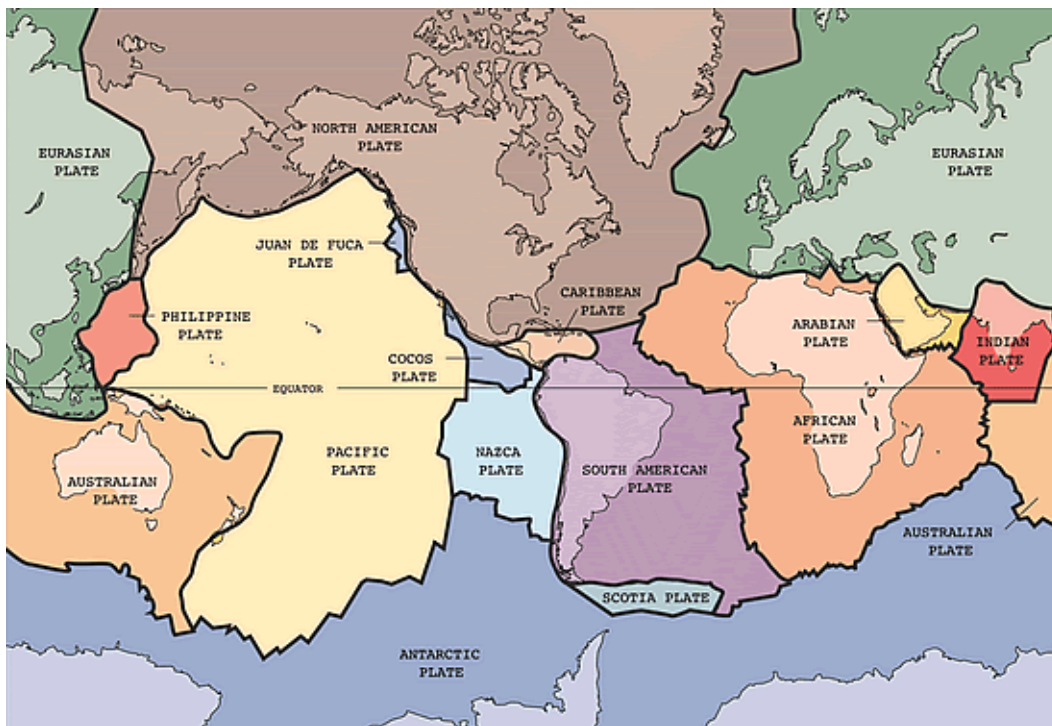 NORTH AMERICAN
PLATE
EURASIAN
PLATE
EURASIAN
PLATE
JUAN DE FUCA
PLATE
CARIBBEAN
PLATE
PHILIPPINE
PLATE
ARABIAN
PLATE
INDIAN
PLATE
COCOS
PLATE
EQUATOR
AFRICAN
PLATE
PACIFIC
PLATE
NAZCA
PLATE
SOUTH AMERICAN
PLATE
AUSTRALIAN
PLATE
AUSTRALIAN
PLATE
SCOTIA PLATE
ANTARCTIC
PLATE